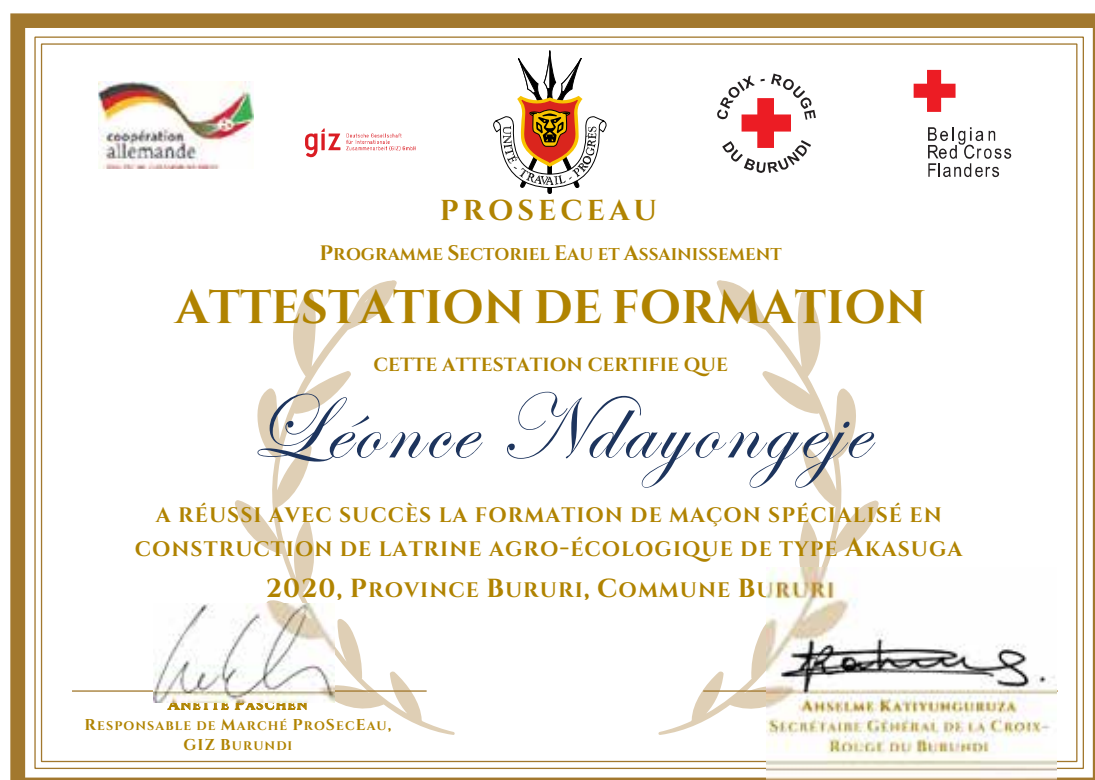 coopération
allemande
giz Deutsche Gesellschaft
für Internationale
Zusammenarbeit (GIZ) GmbH
UNITE - TRAVAIL - PROGRES
CROIX - ROUGE
DU BURUNDI
Belgian
Red Cross
Flanders
PROSECEAU
Programme Sectoriel Eau et Assainissement
ATTESTATION DE FORMATION
CETTE ATTESTATION CERTIFIE QUE
Léonce Ndayongeje
A RÉUSSI AVEC SUCCÈS LA FORMATION DE MAÇON SPÉCIALISÉ EN
CONSTRUCTION DE LATRINE AGRO-ÉCOLOGIQUE DE TYPE AKASUGA
2020, Province Bururi, Commune Bururi
Anette Paschen
Responsable de Marché ProSecEau,
GIZ Burundi
Anselme Katiyunguruza
Secrétaire Général de la Croix-
Rouge du Burundi